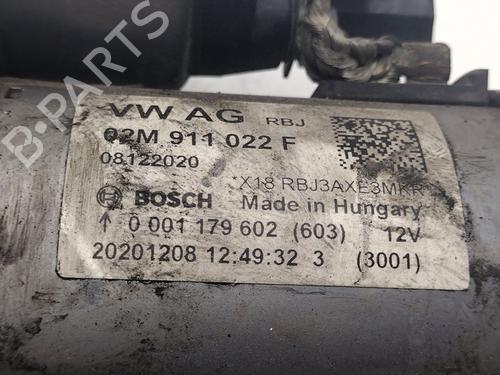 VW AG RBJ
02M 911 022 F
08122020
*X18 RBJ3AXE3MKR
BOSCH Made in Hungary
↑ 0 001 179 602 (603) 12V
20201208 12:49:32 3 (3001)
B-PARTS